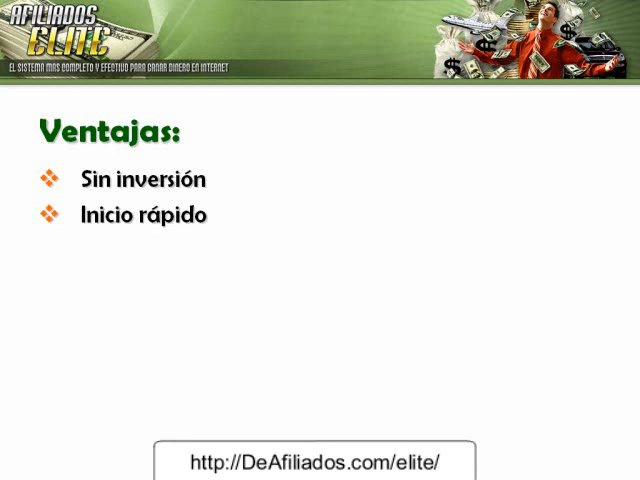 AFILIADOS
ELITE
EL SISTEMA MAS COMPLETO Y EFECTIVO PARA GANAR DINERO EN INTERNET
Ventajas:
Sin inversión
Inicio rápido
http://DeAfiliados.com/elite/